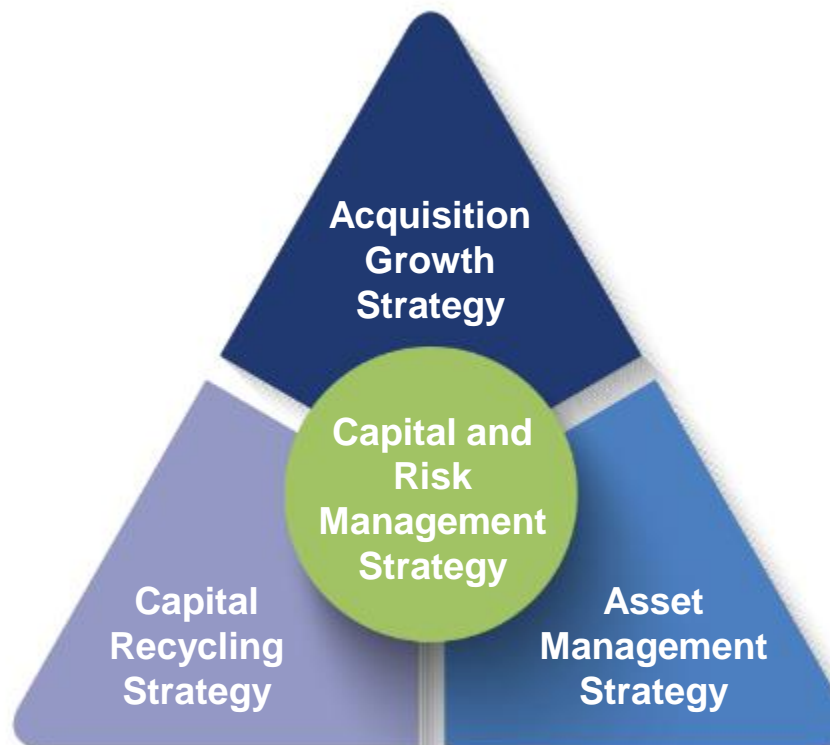 Acquisition
Growth
Strategy
Capital and
Risk
Management
Strategy
Capital
Recycling
Strategy
Asset
Management
Strategy